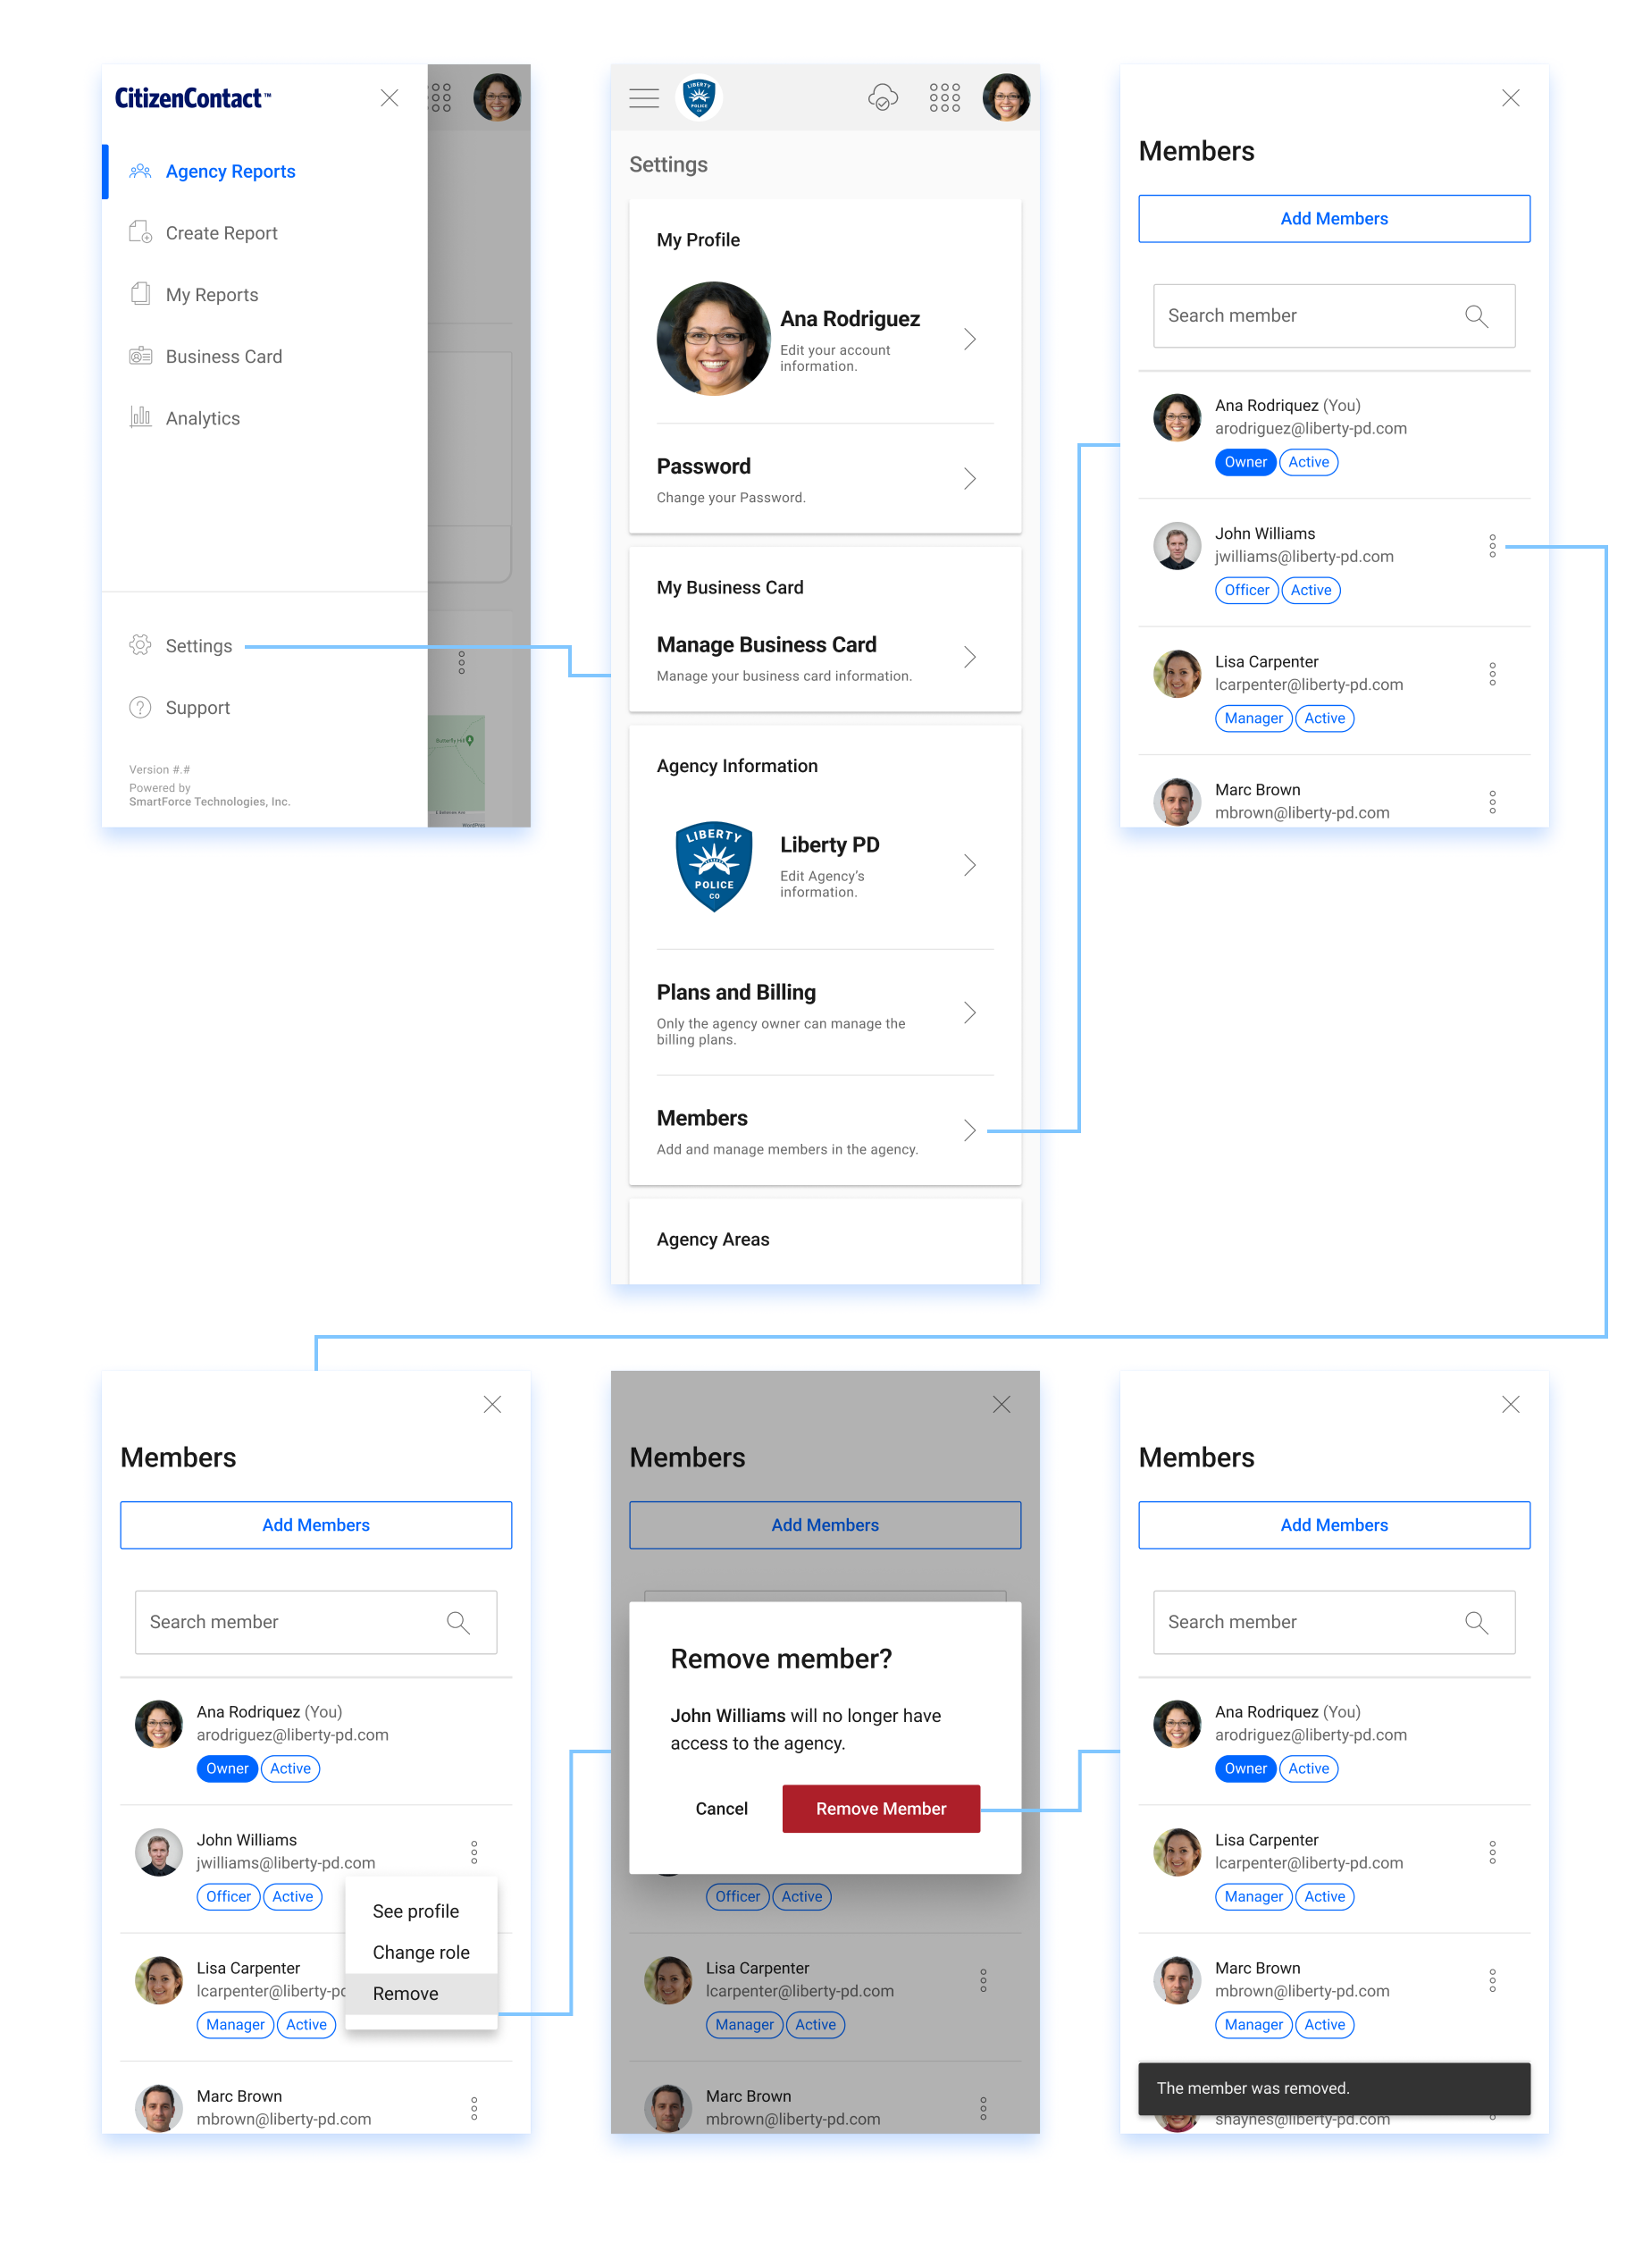 CitizenContact™
Agency Reports
Create Report
My Reports
Business Card
Analytics
Settings
Support
Version #.#
Powered by
SmartForce Technologies, Inc.
Butterfly Hill
LIBERTY
POLICE
CO
Settings
My Profile
Ana Rodriguez
Edit your account
information.
Password
Change your Password.
My Business Card
Manage Business Card
Manage your business card information.
Agency Information
LIBERTY
POLICE
CO
Liberty PD
Edit Agency's
information.
Plans and Billing
Only the agency owner can manage the
billing plans.
Members
Add and manage members in the agency.
Agency Areas
Members
Add Members
Search member
Ana Rodriquez (You)
arodriguez@liberty-pd.com
Owner Active
John Williams
jwilliams@liberty-pd.com
Officer Active
Lisa Carpenter
lcarpenter@liberty-pd.com
Manager Active
Marc Brown
mbrown@liberty-pd.com
Members
Add Members
Search member
Ana Rodriquez (You)
arodriguez@liberty-pd.com
Owner Active
John Williams
jwilliams@liberty-pd.com
Officer Active
See profile
Change role
Remove
Lisa Carpenter
lcarpenter@liberty-pd
Manager Active
Marc Brown
mbrown@liberty-pd.com
Members
Add Members
Remove member?
John Williams will no longer have
access to the agency.
Cancel
Remove Member
Officer Active
Lisa Carpenter
lcarpenter@liberty-pd.com
Manager Active
Marc Brown
mbrown@liberty-pd.com
Members
Add Members
Search member
Ana Rodriquez (You)
arodriguez@liberty-pd.com
Owner Active
Lisa Carpenter
lcarpenter@liberty-pd.com
Manager Active
Marc Brown
mbrown@liberty-pd.com
Manager Active
The member was removed.
shaynes@liberty-pd.com